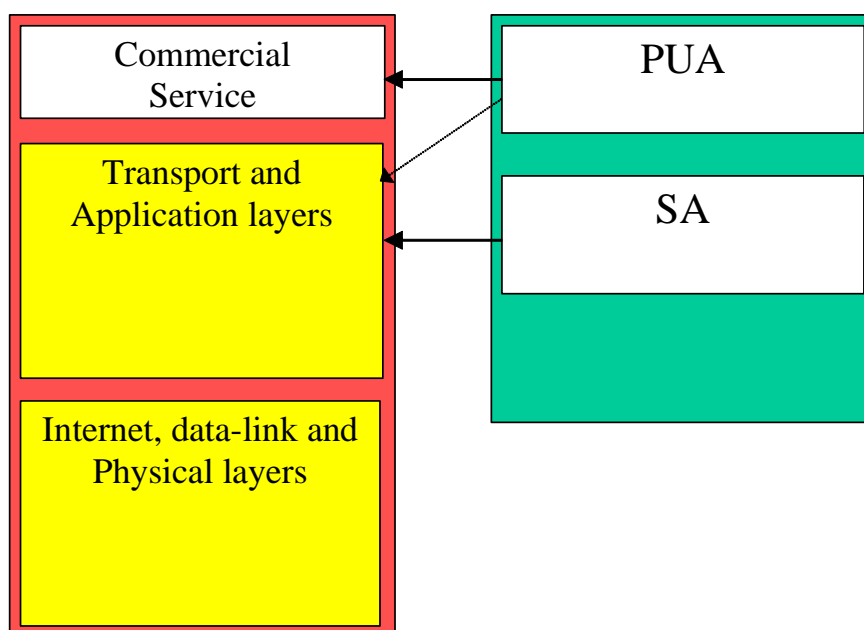 Commercial
Service
Transport and
Application layers
Internet, data-link and
Physical layers
PUA
SA